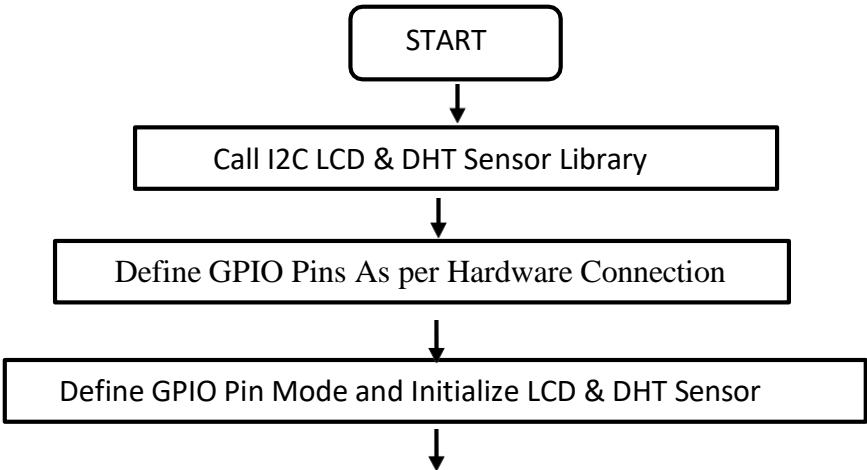 START
Call I2C LCD & DHT Sensor Library
Define GPIO Pins As per Hardware Connection
Define GPIO Pin Mode and Initialize LCD & DHT Sensor